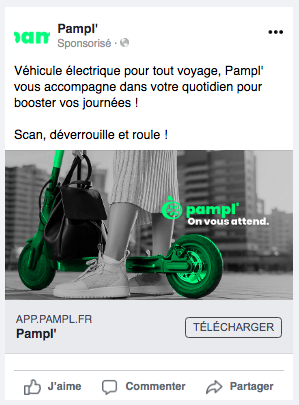 pam
Pampl'
Sponsorisé ·
Véhicule électrique pour tout voyage, Pampl'
vous accompagne dans votre quotidien pour
booster vos journées !
Scan, déverrouille et roule !
pampl'
On vous attend.
APP.PAMPL.FR
Pampl'
TÉLÉCHARGER
J'aime
Commenter
Partager